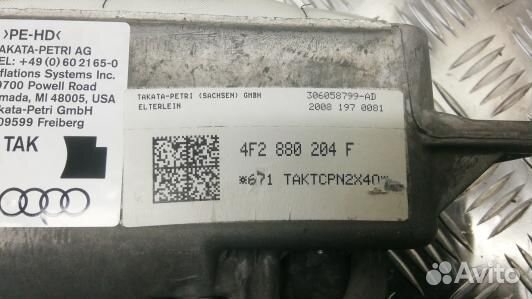 >PE-HD<
AKATA-PETRI AG
EL: +49 (0) 60 2165-0
flations Systems Inc.
9700 Powell Road
mada, MI 48005, USA
kata-Petri GmbH
09599 Freiberg
TAK
TAKATA-PETRI (SACHSEN) GMBH
ELTERLEIN
306058799-AD
2008 197 0081
4F2 880 204 F
*671 TAKTCPN2X40*
Avito